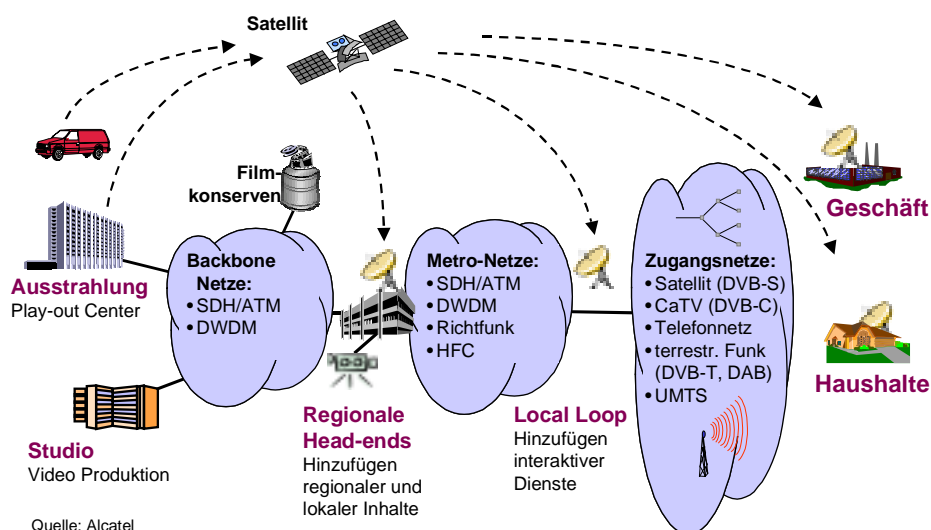 Satellit
Film-
konserven
Geschäft
Backbone
Netze:
• SDH/ATM
• DWDM
Metro-Netze:
• SDH/ATM
• DWDM
• Richtfunk
• HFC
Zugangsnetze:
• Satellit (DVB-S)
• CaTV (DVB-C)
• Telefonnetz
• terrestr. Funk
(DVB-T, DAB)
• UMTS
Ausstrahlung
Play-out Center
Haushalte
Studio
Video Produktion
Regionale
Head-ends
Hinzufügen
regionaler und
lokaler Inhalte
Local Loop
Hinzufügen
interaktiver
Dienste
Quelle: Alcatel